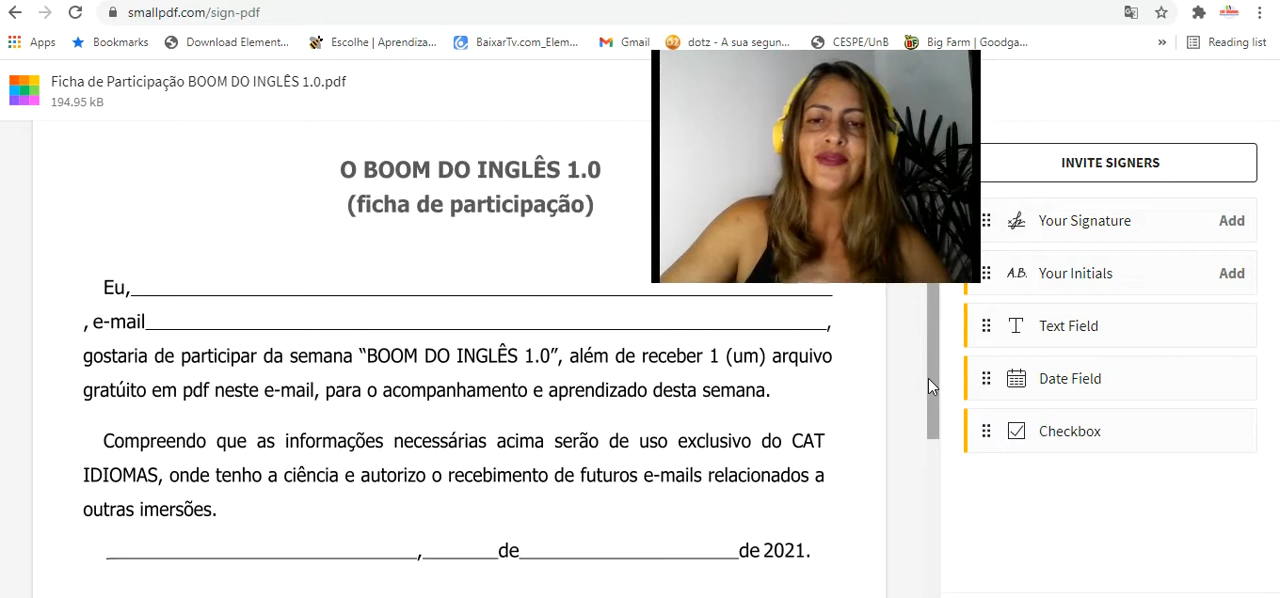 smallpdf.com/sign-pdf
Apps Bookmarks Download Element... Escolhe | Aprendiza... BaixarTv.com_Elem... Gmail dotz - A sua segun... CESPE/UnB Big Farm | Goodga... » Reading list
Ficha de Participação BOOM DO INGLÊS 1.0.pdf
194.95 kB
O BOOM DO INGLÊS 1.0
(ficha de participação)
Eu,
, e-mail ,
gostaria de participar da semana “BOOM DO INGLÊS 1.0”, além de receber 1 (um) arquivo
gratúito em pdf neste e-mail, para o acompanhamento e aprendizado desta semana.
Compreendo que as informações necessárias acima serão de uso exclusivo do CAT
IDIOMAS, onde tenho a ciência e autorizo o recebimento de futuros e-mails relacionados a
outras imersões.
, de de 2021.
INVITE SIGNERS
Your Signature Add
A.B. Your Initials Add
Text Field
Date Field
Checkbox